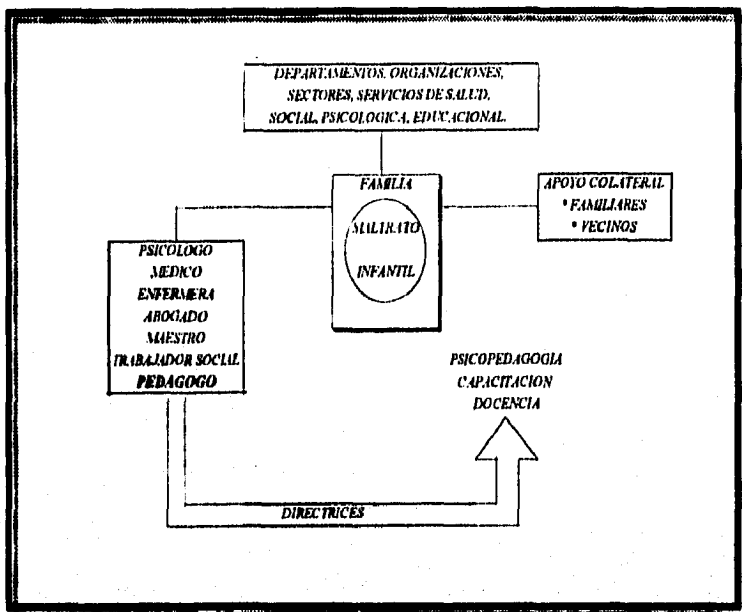 DEPARTAMENTOS, ORGANIZACIONES,
SECTORES, SERVICIOS DE SALUD,
SOCIAL, PSICOLOGICA, EDUCACIONAL.
FAMILIA
MALTRATO
INFANTIL
APOYO COLATERAL
* FAMILIARES
* VECINOS
PSICOLOGO
MEDICO
ENFERMERA
ABOGADO
MAESTRO
TRABAJADOR SOCIAL
PEDAGOGO
PSICOPEDAGOGIA
CAPACITACION
DOCENCIA
DIRECTRICES